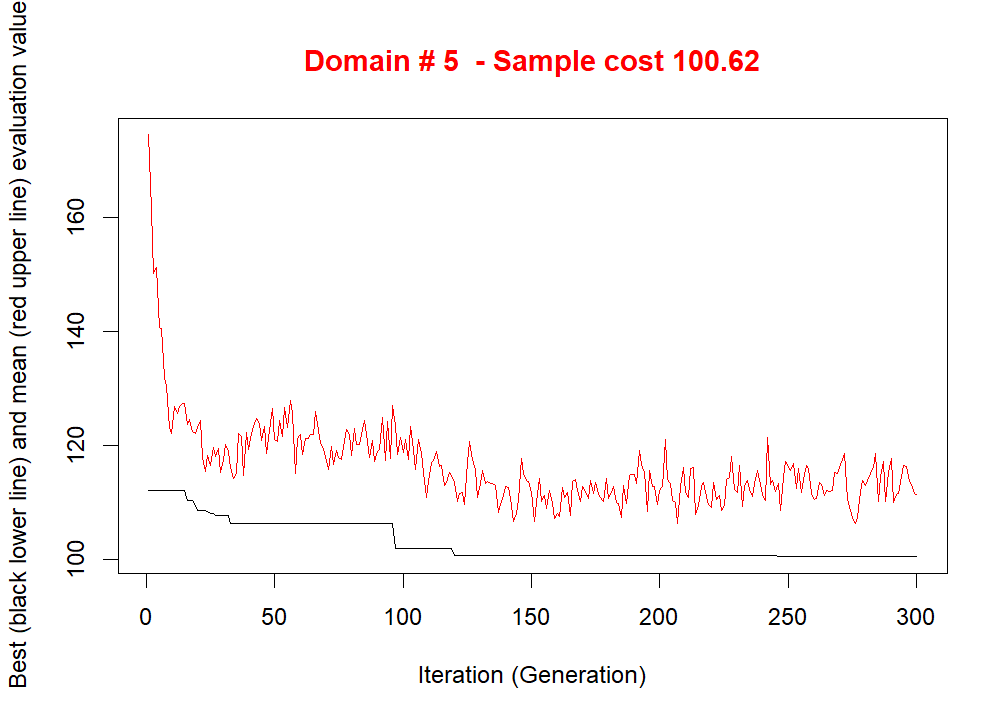 Domain # 5  - Sample cost 100.62
Best (black lower line) and mean (red upper line) evaluation value
160
140
120
100
0 50 100 150 200 250 300
Iteration (Generation)